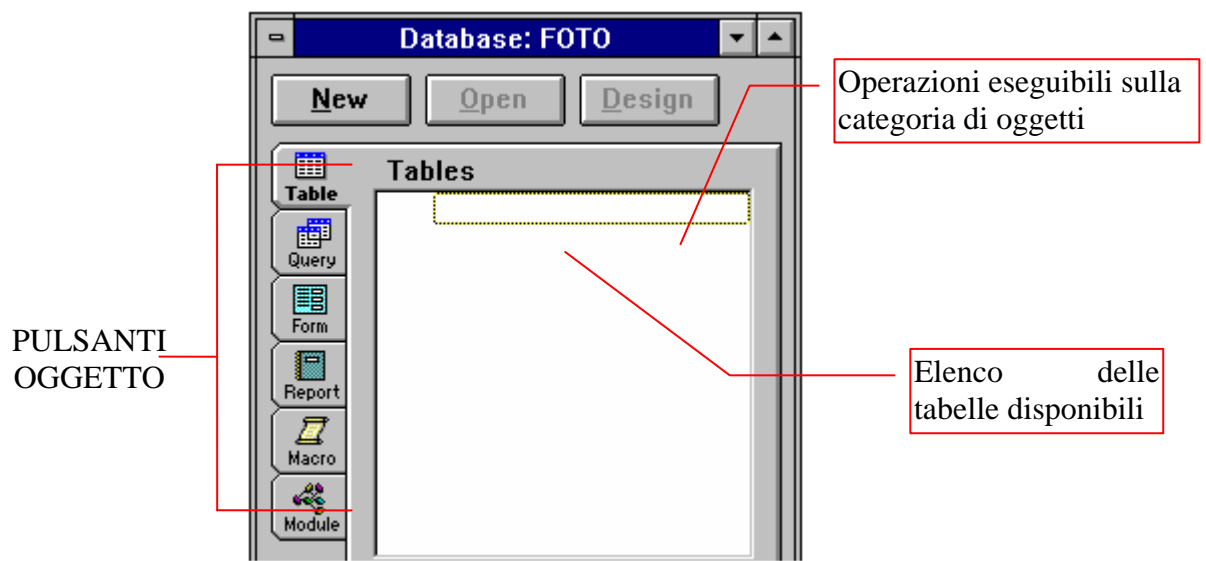 Database: FOTO
New Open Design
Operazioni eseguibili sulla
categoria di oggetti
Tables
Table
Query
Form
Report
Macro
Module
PULSANTI
OGGETTO
Elenco delle
tabelle disponibili